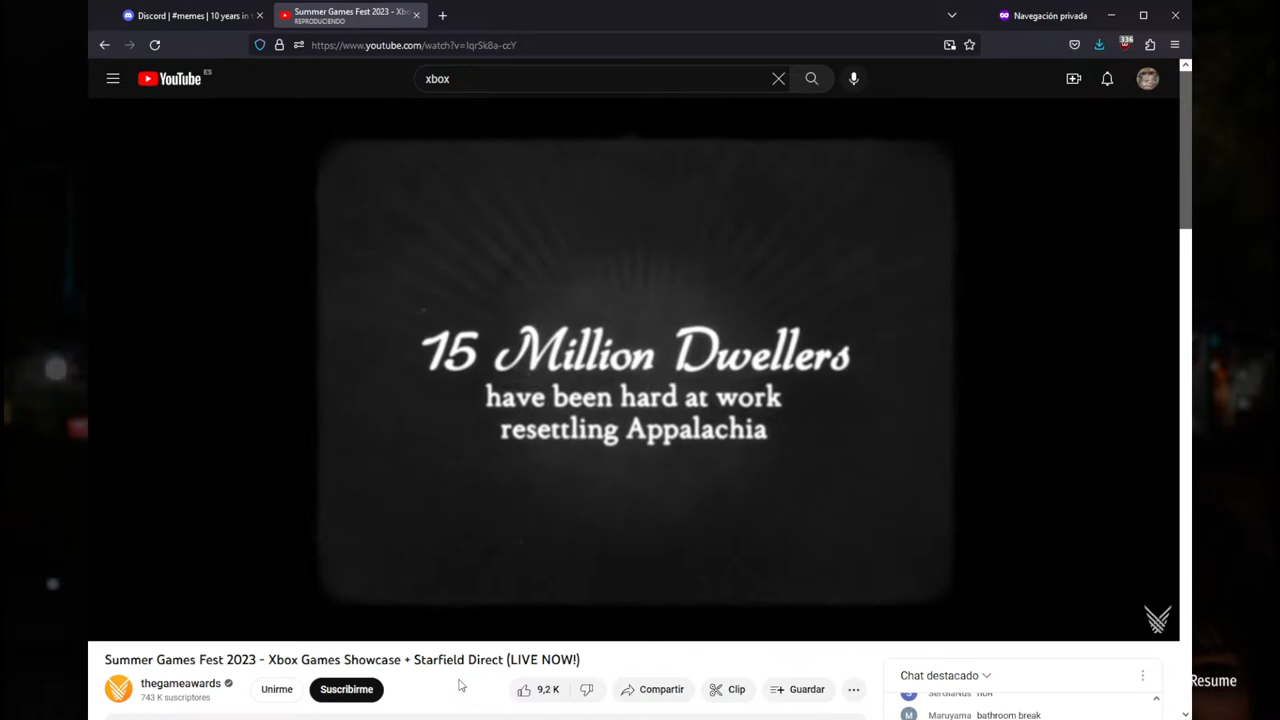 Discord | #memes | 10 years in t
Summer Games Fest 2023 - Xbo
REPRODUCIENDO
Navegación privada
https://www.youtube.com/watch?v=IqrSkBa-ccY
336
YouTube ES
xbox
15 Million Dwellers
have been hard at work
resettling Appalachia
Summer Games Fest 2023 - Xbox Games Showcase + Starfield Direct (LIVE NOW!)
thegameawards
743 K suscriptores
Unirme
Suscribirme
9,2 K
Compartir
Clip
Guardar
Chat destacado
Maruyama bathroom break
Resume